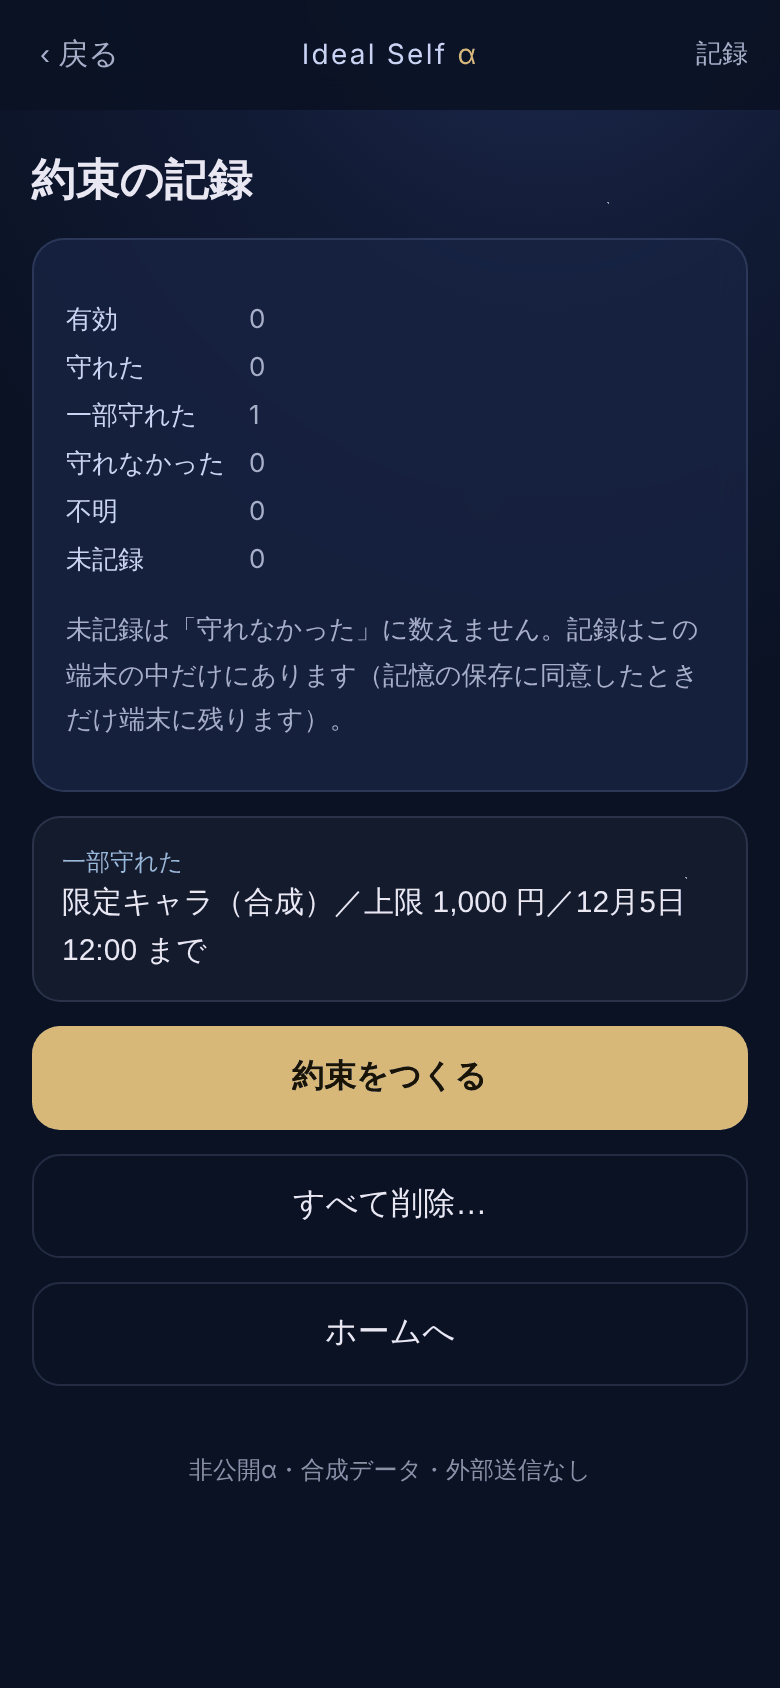 ‹ 戻る
Ideal Self α
記録
約束の記録
有効 0
守れた 0
一部守れた 1
守れなかった 0
不明 0
未記録 0
未記録は「守れなかった」に数えません。記録はこの
端末の中だけにあります（記憶の保存に同意したとき
だけ端末に残ります）。
一部守れた
限定キャラ（合成）／上限 1,000 円／12月5日
12:00 まで
約束をつくる
すべて削除…
ホームへ
非公開α・合成データ・外部送信なし